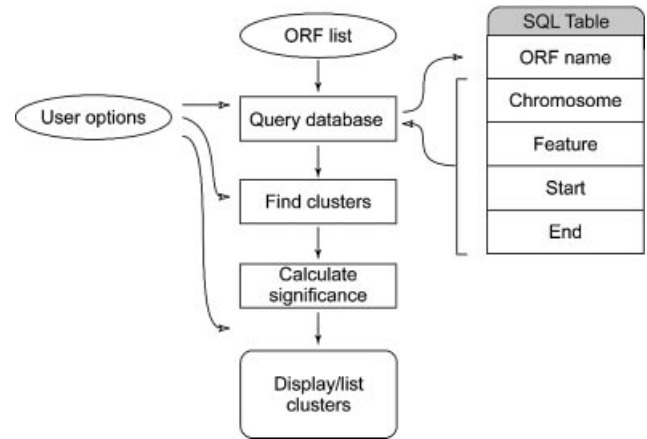 ORF list
User options
Query database
Find clusters
Calculate
significance
Display/list
clusters
SQL Table
ORF name
Chromosome
Feature
Start
End